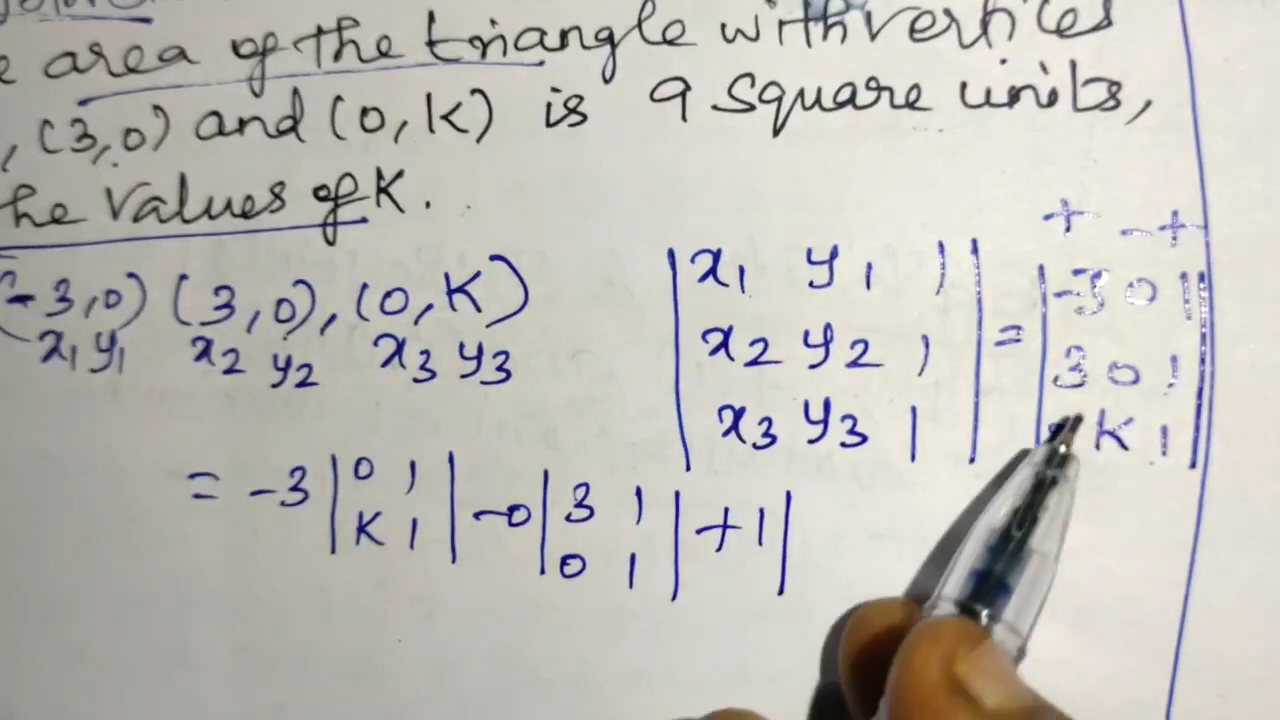 e area of the triangle with vertices
, (3,0) and (0,K) is 9 square units,
he values of K.
(-3,0) (3,0), (0,K)
x1 y1 x2 y2 x3 y3
| x1 y1 1 |
| x2 y2 1 |
| x3 y3 1 |
=
+ - +
| -3 0 1 |
| 3 0 1 |
K 1 |
= -3 | 0 1 | -0 | 3 1 | +1 |
| K 1 | | 0 1 |